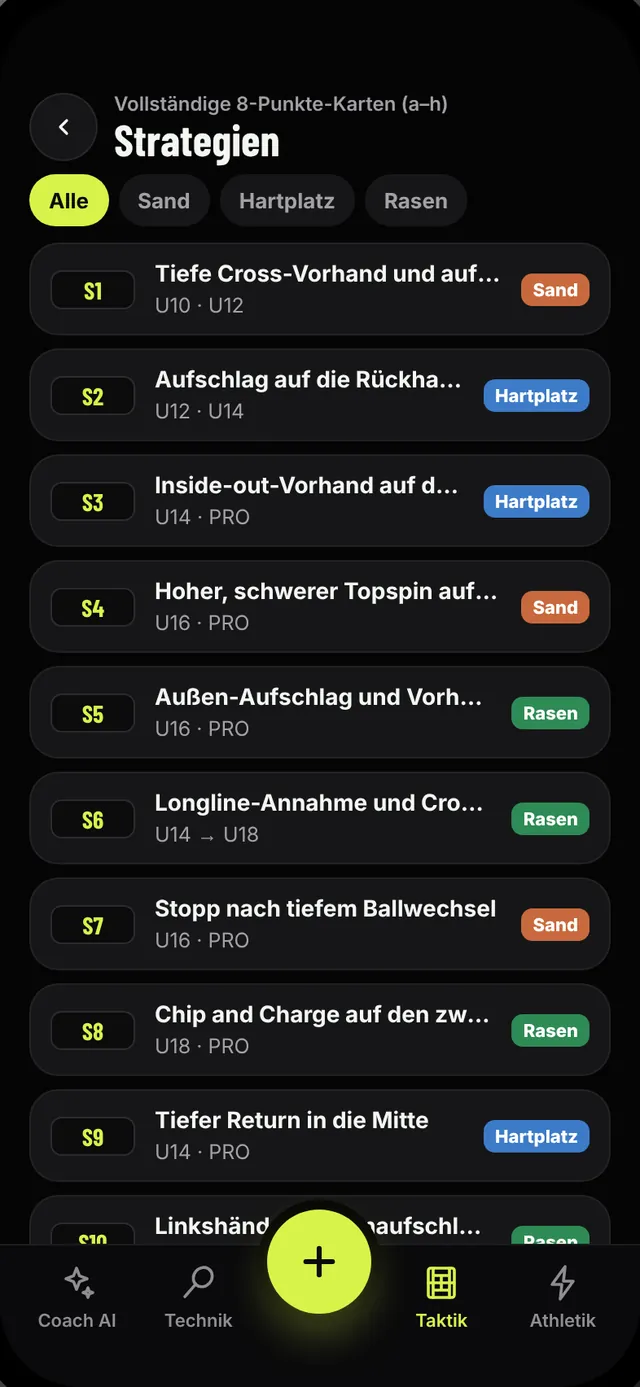 Vollständige 8-Punkte-Karten (a–h)
Strategien
Alle
Sand
Hartplatz
Rasen
S1
Tiefe Cross-Vorhand und auf...
U10 · U12
Sand
S2
Aufschlag auf die Rückha...
U12 · U14
Hartplatz
S3
Inside-out-Vorhand auf d...
U14 · PRO
Hartplatz
S4
Hoher, schwerer Topspin auf...
U16 · PRO
Sand
S5
Außen-Aufschlag und Vorh...
U16 · PRO
Rasen
S6
Longline-Annahme und Cro...
U14 → U18
Rasen
S7
Stopp nach tiefem Ballwechsel
U16 · PRO
Sand
S8
Chip and Charge auf den zw...
U18 · PRO
Rasen
S9
Tiefer Return in die Mitte
U14 · PRO
Hartplatz
S10
Rasen
Coach AI
Technik
Taktik
Athletik